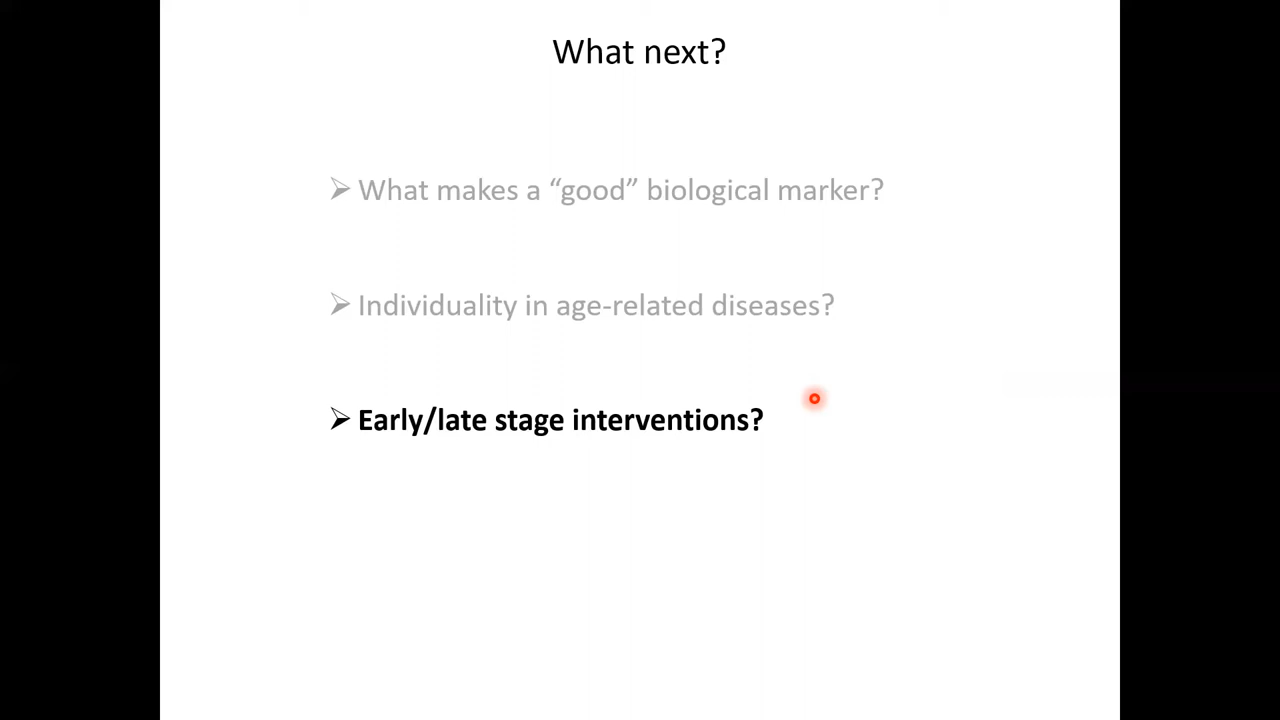 What next?
➢ What makes a “good” biological marker?
➢ Individuality in age-related diseases?
➢ Early/late stage interventions?